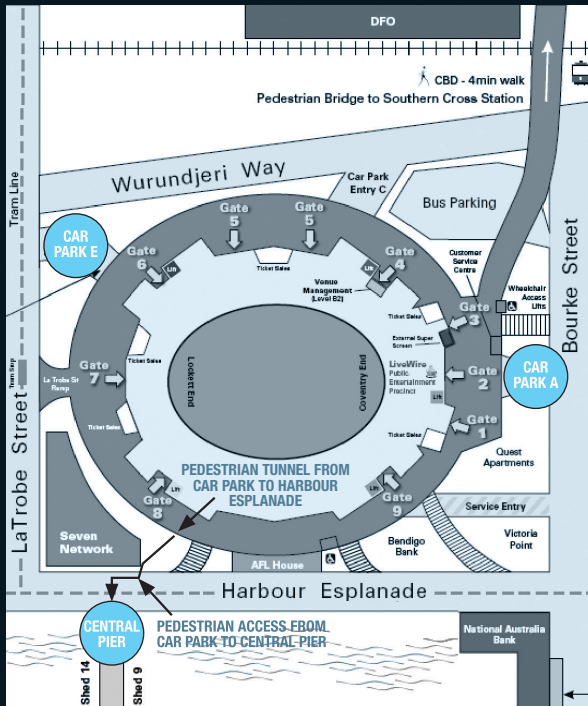 DFO
CBD - 4min walk
Pedestrian Bridge to Southern Cross Station
Tram Line
Wurundjeri Way
Car Park
Entry C
Bus Parking
Bourke Street
CAR
PARK E
Gate
5
Gate
5
Gate
6
Lift
Ticket Sales
Lift
Gate
4
Customer
Service
Centre
Venue
Management
(Level B2)
Wheelchair
Access
Lifts
Ticket Sales
Gate
3
External Super
Screen
Ticket Sales
Lockett End
Coventry End
LiveWire
Public
Entertainment
Precinct
Gate
2
CAR
PARK A
Tram Stop
La Trobe St
Ramp
Gate
7
Lift
Gate
1
Ticket Sales
Ticket Sales
Quest
Apartments
LaTrobe Street
PEDESTRIAN TUNNEL FROM
CAR PARK TO HARBOUR
ESPLANADE
Lift
Gate
8
Lift
Gate
9
Service Entry
Seven
Network
Bendigo
Bank
Victoria
Point
AFL House
Harbour Esplanade
CENTRAL
PIER
PEDESTRIAN ACCESS FROM
CAR PARK TO CENTRAL PIER
National Australia
Bank
Shed 14
Shed 9